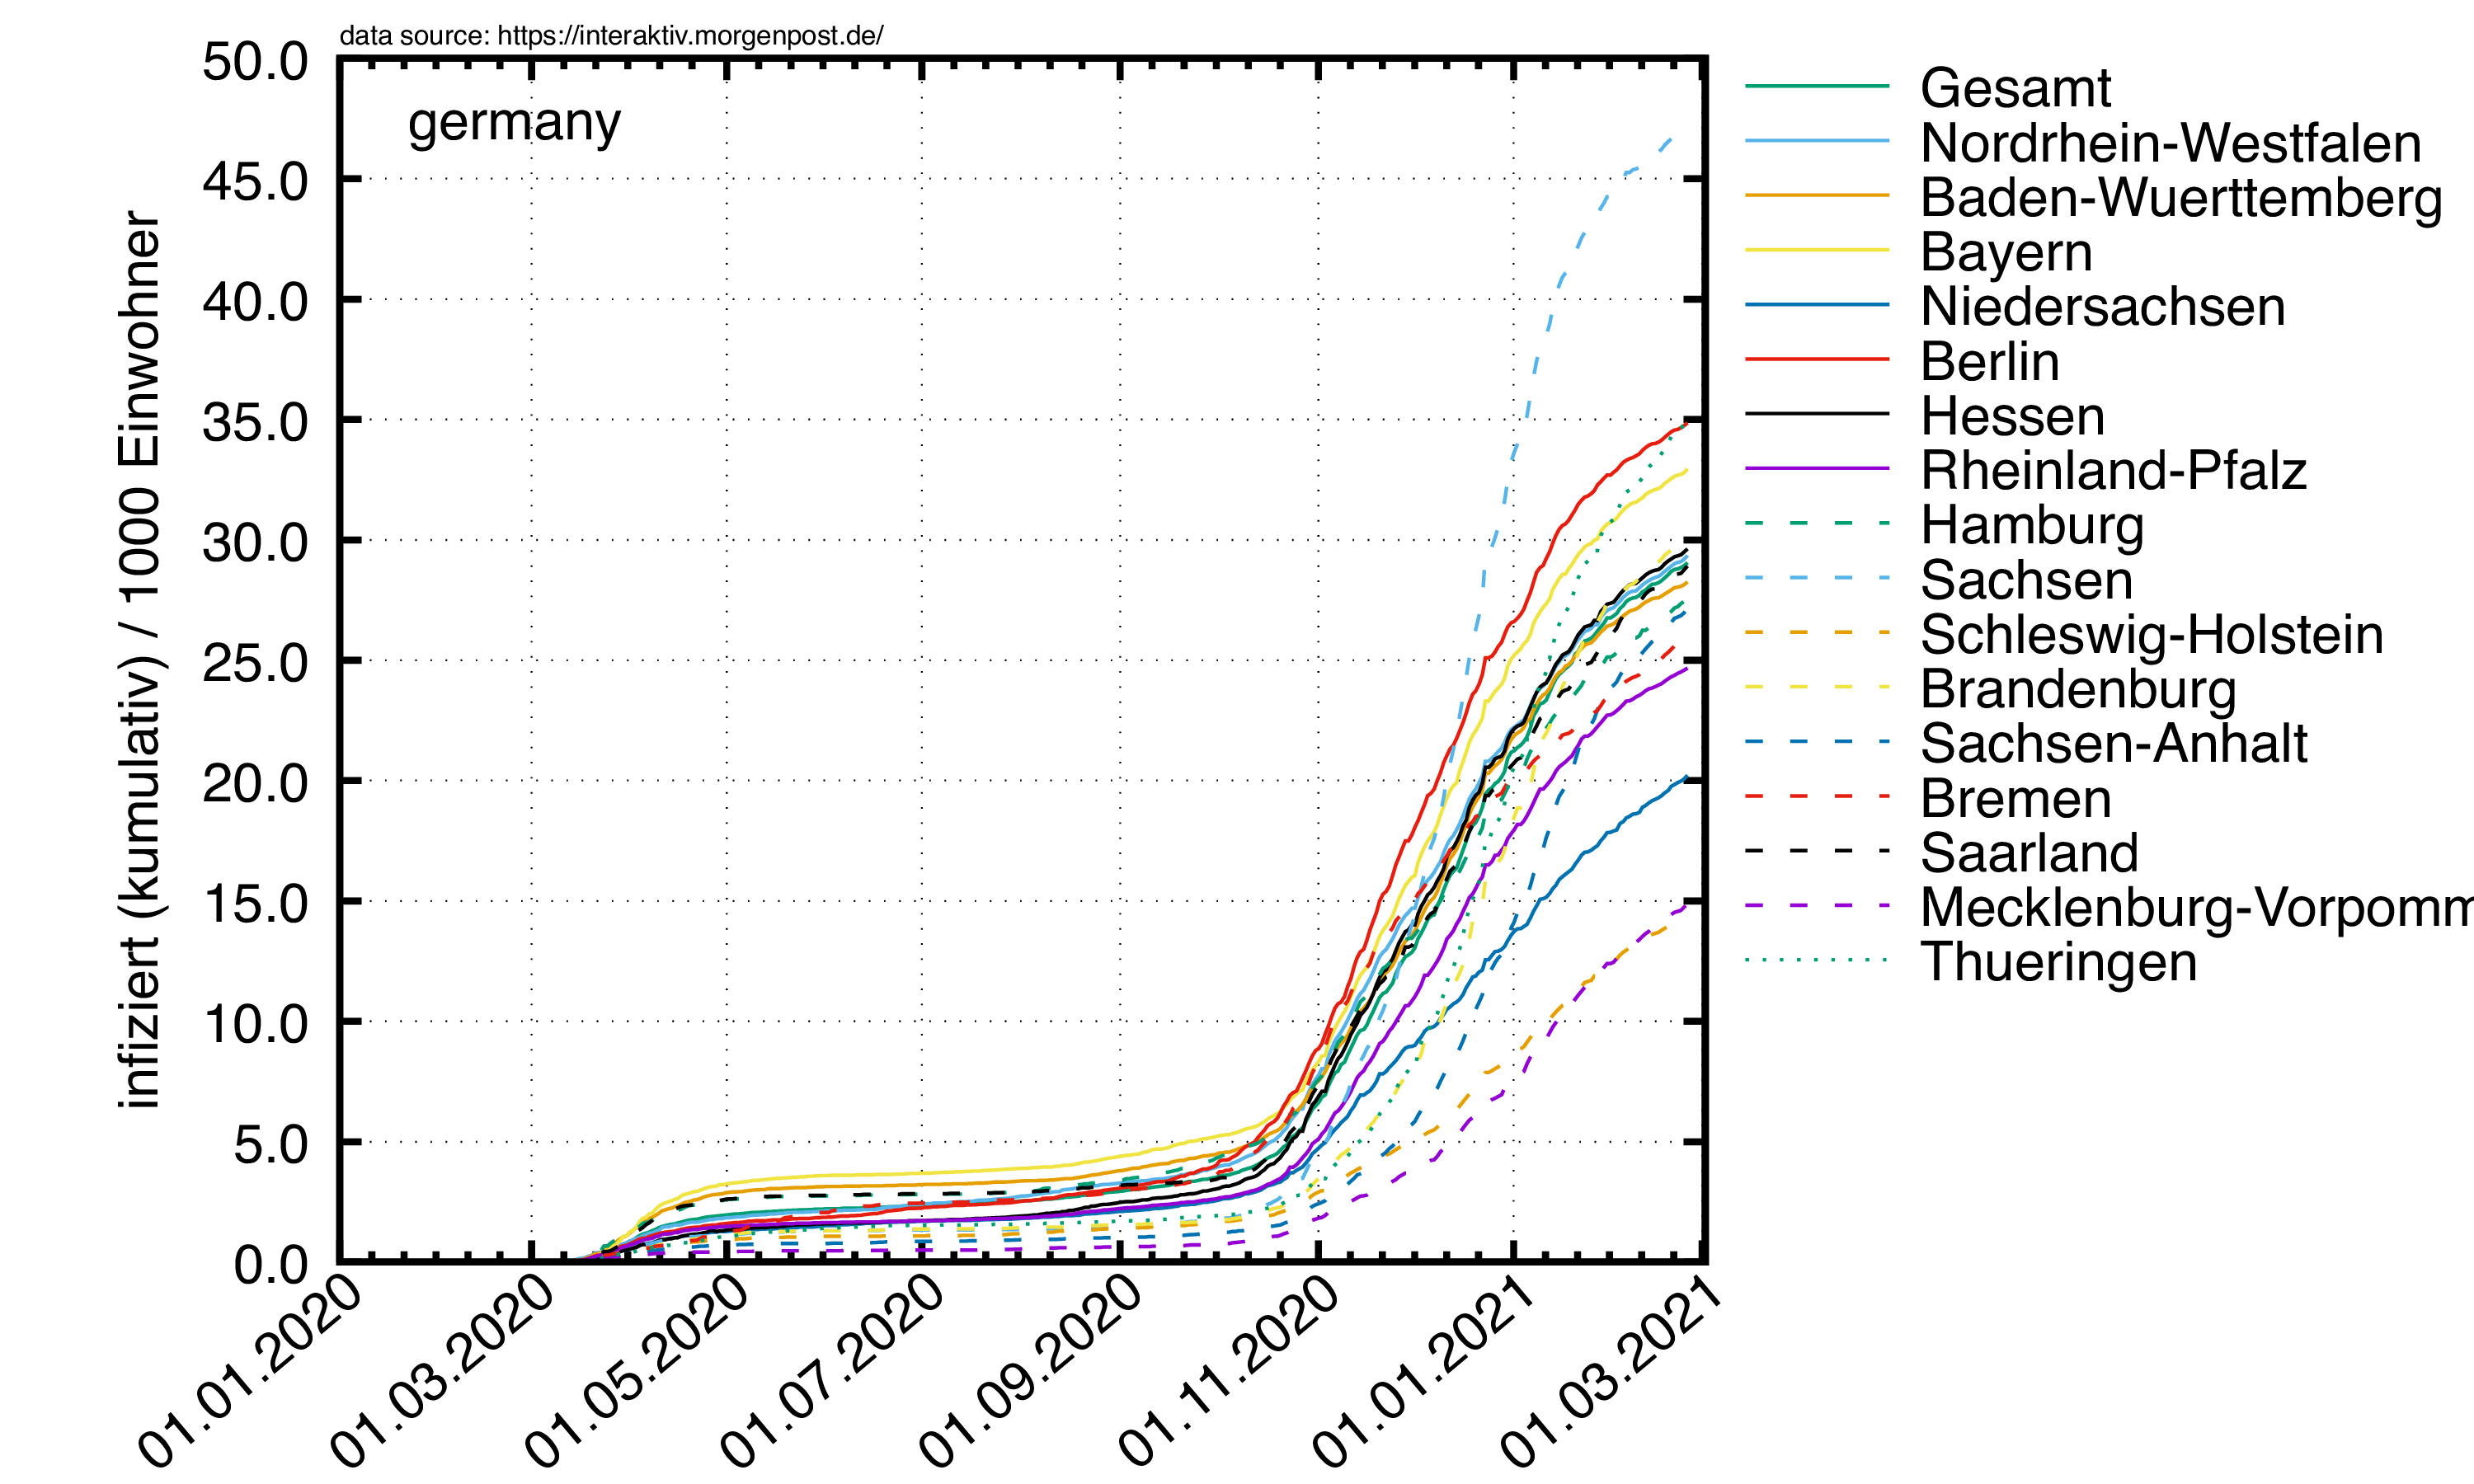 data source: https://interaktiv.morgenpost.de/
germany
infiziert (kumulativ) / 1000 Einwohner
50.0
45.0
40.0
35.0
30.0
25.0
20.0
15.0
10.0
5.0
0.0
01.01.2020
01.03.2020
01.05.2020
01.07.2020
01.09.2020
01.11.2020
01.01.2021
01.03.2021
Gesamt
Nordrhein-Westfalen
Baden-Wuerttemberg
Bayern
Niedersachsen
Berlin
Hessen
Rheinland-Pfalz
Hamburg
Sachsen
Schleswig-Holstein
Brandenburg
Sachsen-Anhalt
Bremen
Saarland
Mecklenburg-Vorpomm
Thueringen